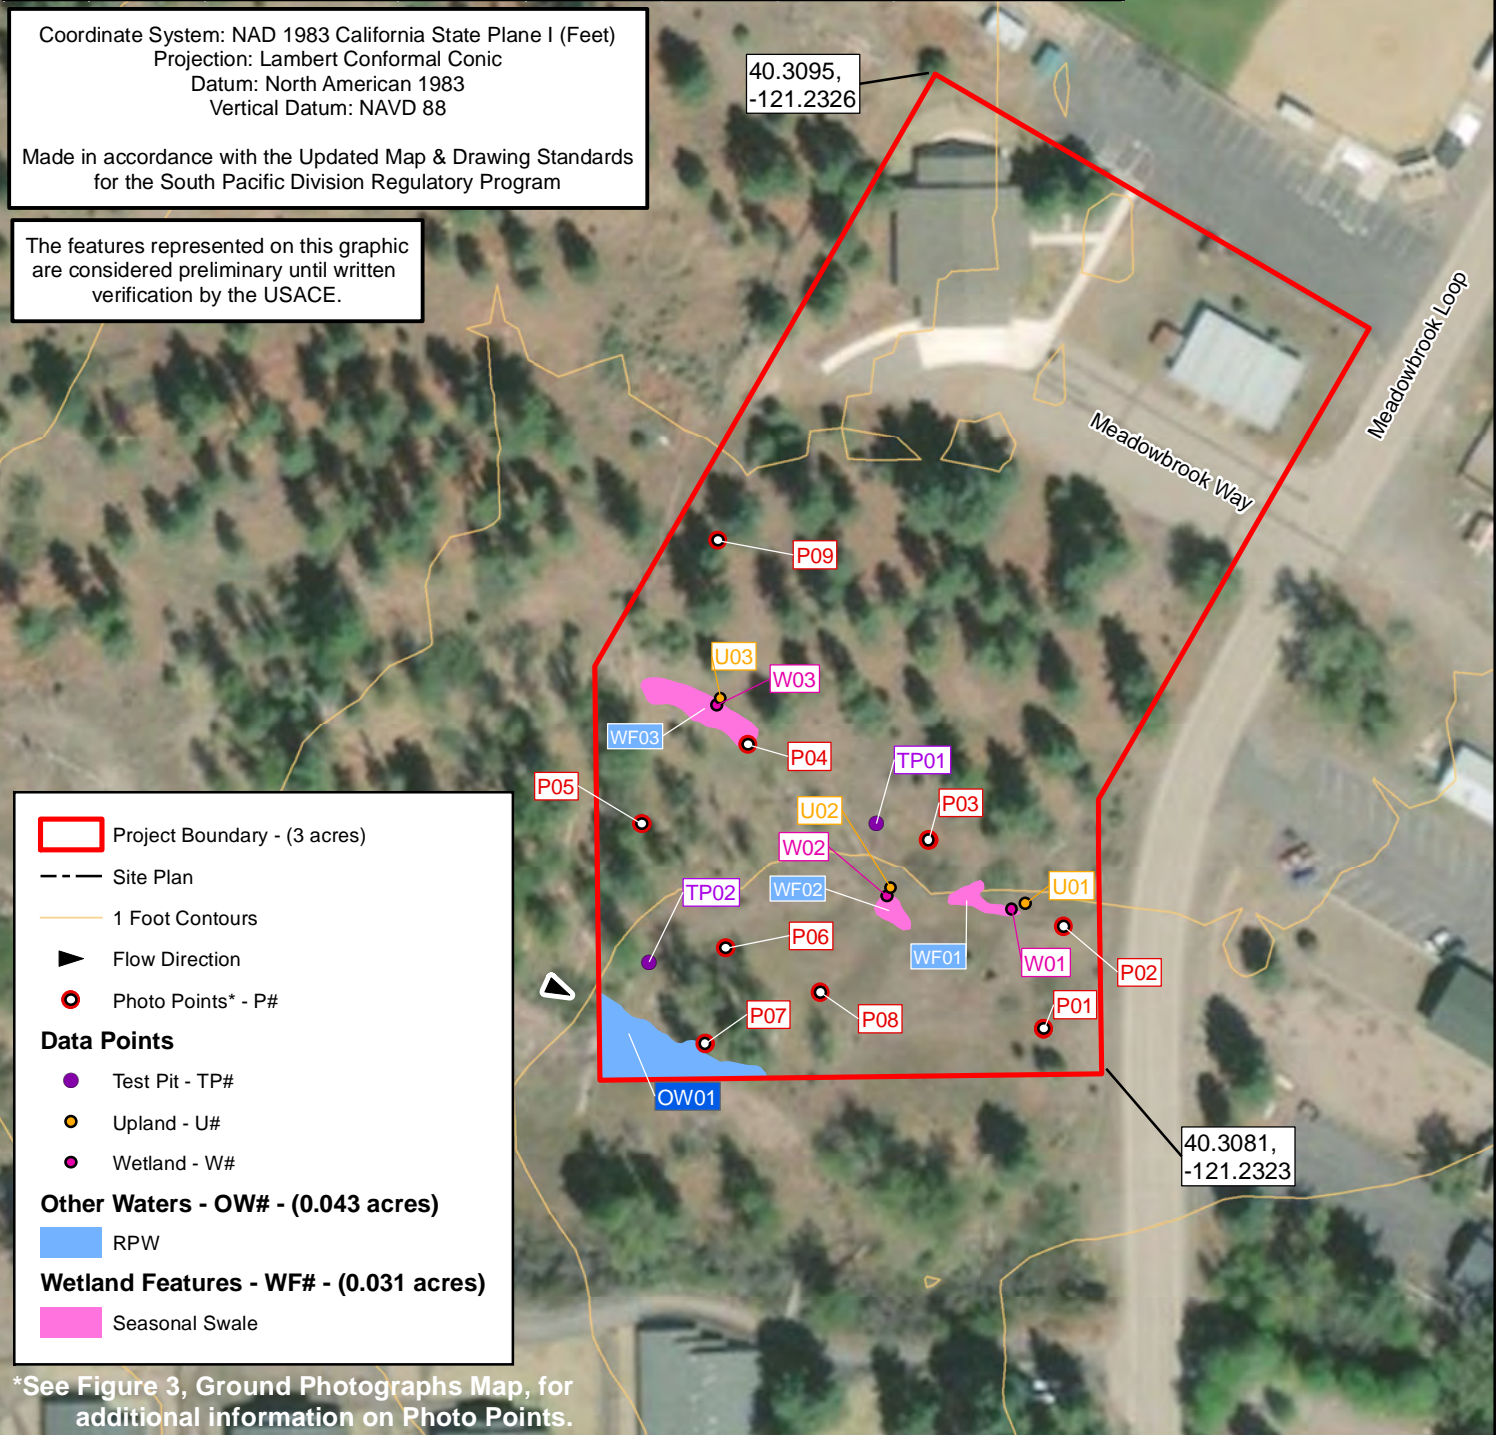 Coordinate System: NAD 1983 California State Plane I (Feet)
Projection: Lambert Conformal Conic
Datum: North American 1983
Vertical Datum: NAVD 88
Made in accordance with the Updated Map & Drawing Standards
for the South Pacific Division Regulatory Program
The features represented on this graphic
are considered preliminary until written
verification by the USACE.
40.3095,
-121.2326
Meadowbrook Loop
Meadowbrook Way
P09
U03
W03
WF03
P04
TP01
P05
P03
U02
W02
WF02
U01
TP02
P06
WF01
W01
P02
P07
P08
P01
OW01
40.3081,
-121.2323
Project Boundary - (3 acres)
Site Plan
1 Foot Contours
Flow Direction
Photo Points* - P#
Data Points
Test Pit - TP#
Upland - U#
Wetland - W#
Other Waters - OW# - (0.043 acres)
RPW
Wetland Features - WF# - (0.031 acres)
Seasonal Swale
*See Figure 3, Ground Photographs Map, for
additional information on Photo Points.